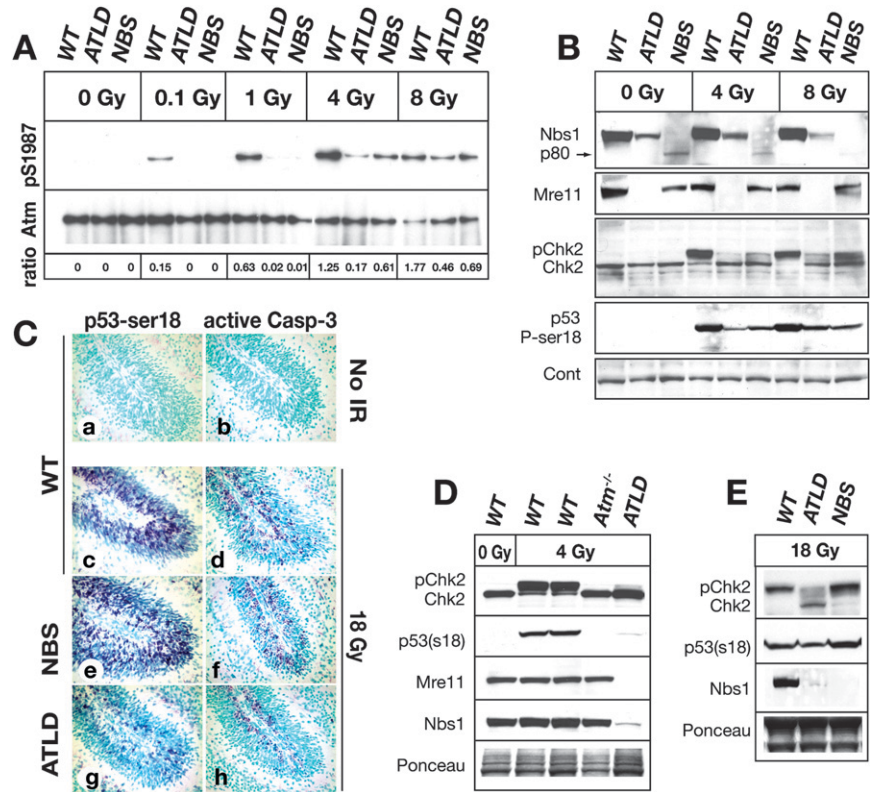 A
WT ATLD NBS WT ATLD NBS WT ATLD NBS WT ATLD NBS WT ATLD NBS
0 Gy 0.1 Gy 1 Gy 4 Gy 8 Gy
pS1987
Atm
ratio 0 0 0 0.15 0 0 0.63 0.02 0.01 1.25 0.17 0.61 1.77 0.46 0.69
B
WT ATLD NBS WT ATLD NBS WT ATLD NBS
0 Gy 4 Gy 8 Gy
Nbs1
p80 →
Mre11
pChk2
Chk2
p53
P-ser18
Cont
C
p53-ser18 active Casp-3
WT
No IR
a b
c d
NBS
18 Gy
e f
ATLD
g h
D
WT WT WT Atm-/- ATLD
0 Gy 4 Gy
pChk2
Chk2
p53(s18)
Mre11
Nbs1
Ponceau
E
WT ATLD NBS
18 Gy
pChk2
Chk2
p53(s18)
Nbs1
Ponceau